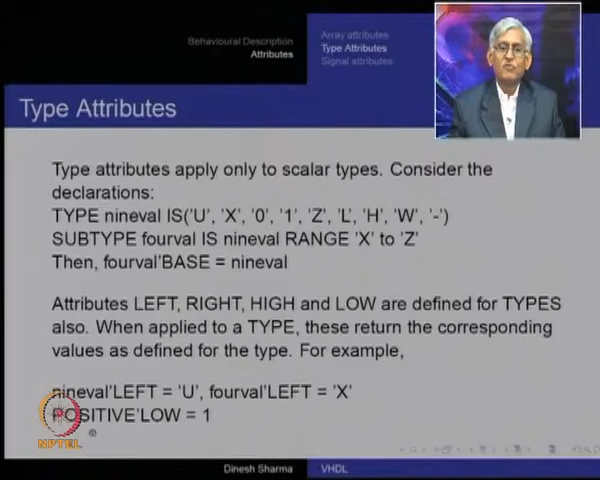 Behavioural Description
Attributes
Array attributes
Type Attributes
Signal attributes
Type Attributes
Type attributes apply only to scalar types. Consider the
declarations:
TYPE nineval IS('U', 'X', '0', '1', 'Z', 'L', 'H', 'W', '-')
SUBTYPE fourval IS nineval RANGE 'X' to 'Z'
Then, fourval'BASE = nineval
Attributes LEFT, RIGHT, HIGH and LOW are defined for TYPES
also. When applied to a TYPE, these return the corresponding
values as defined for the type. For example,
nineval'LEFT = 'U', fourval'LEFT = 'X'
POSITIVE'LOW = 1
NPTEL
Dinesh Sharma
VHDL